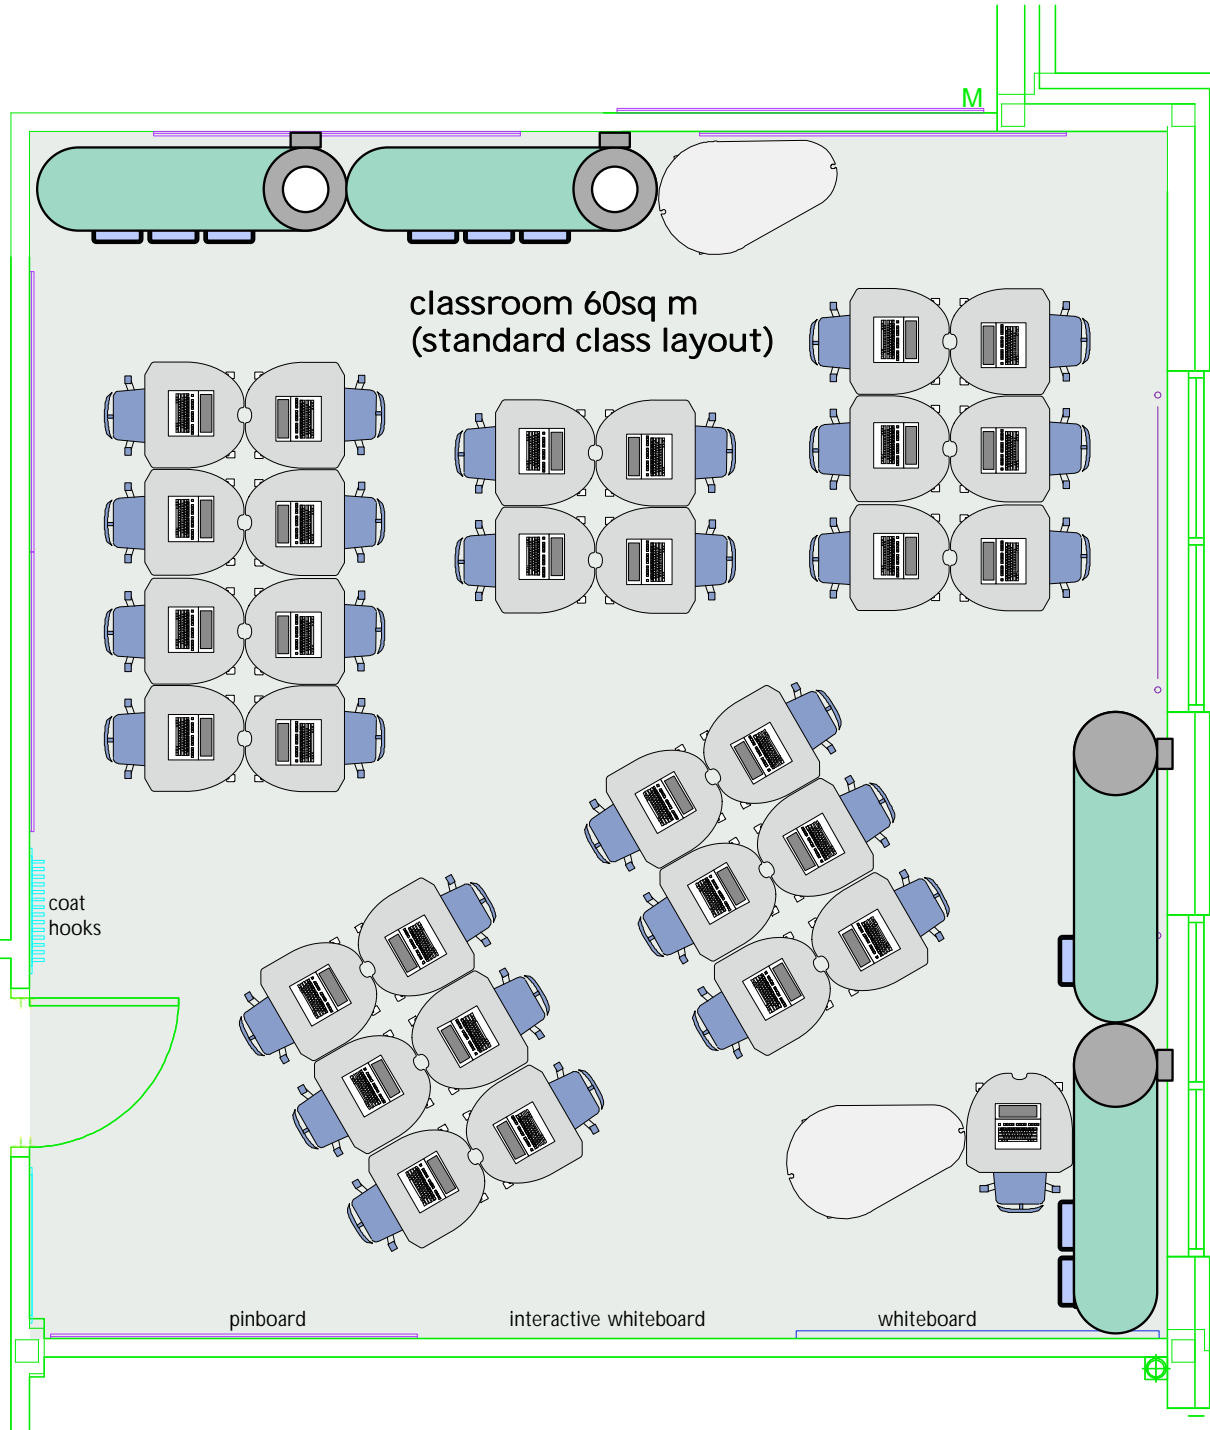 M
classroom 60sq m
(standard class layout)
coat
hooks
pinboard
interactive whiteboard
whiteboard